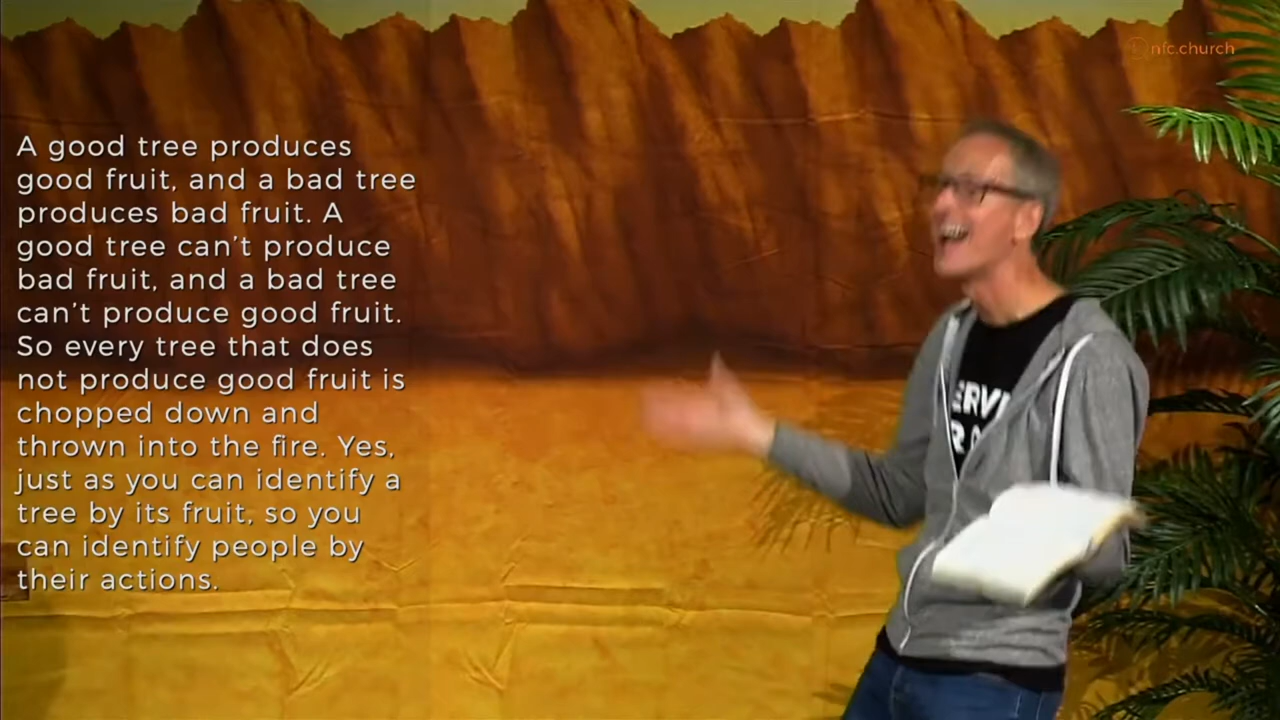 nfc.church
A good tree produces
good fruit, and a bad tree
produces bad fruit. A
good tree can't produce
bad fruit, and a bad tree
can't produce good fruit.
So every tree that does
not produce good fruit is
chopped down and
thrown into the fire. Yes,
just as you can identify a
tree by its fruit, so you
can identify people by
their actions.